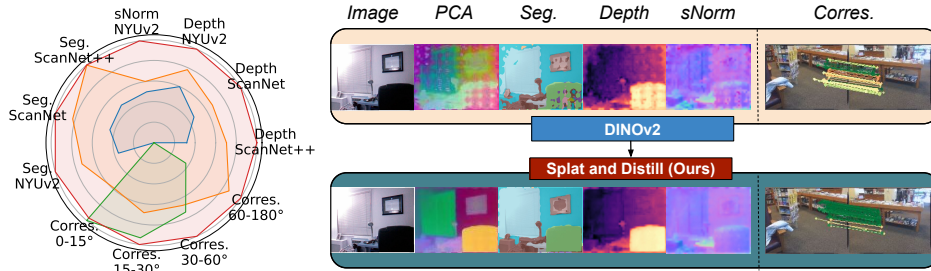 sNorm
NYUv2
Depth
NYUv2
Depth
ScanNet
Depth
ScanNet++
Corres.
60-180°
Corres.
30-60°
Corres.
15-30°
Corres.
0-15°
Seg.
NYUv2
Seg.
ScanNet
Seg.
ScanNet++
Image PCA Seg. Depth sNorm Corres.
DINOv2
Splat and Distill (Ours)